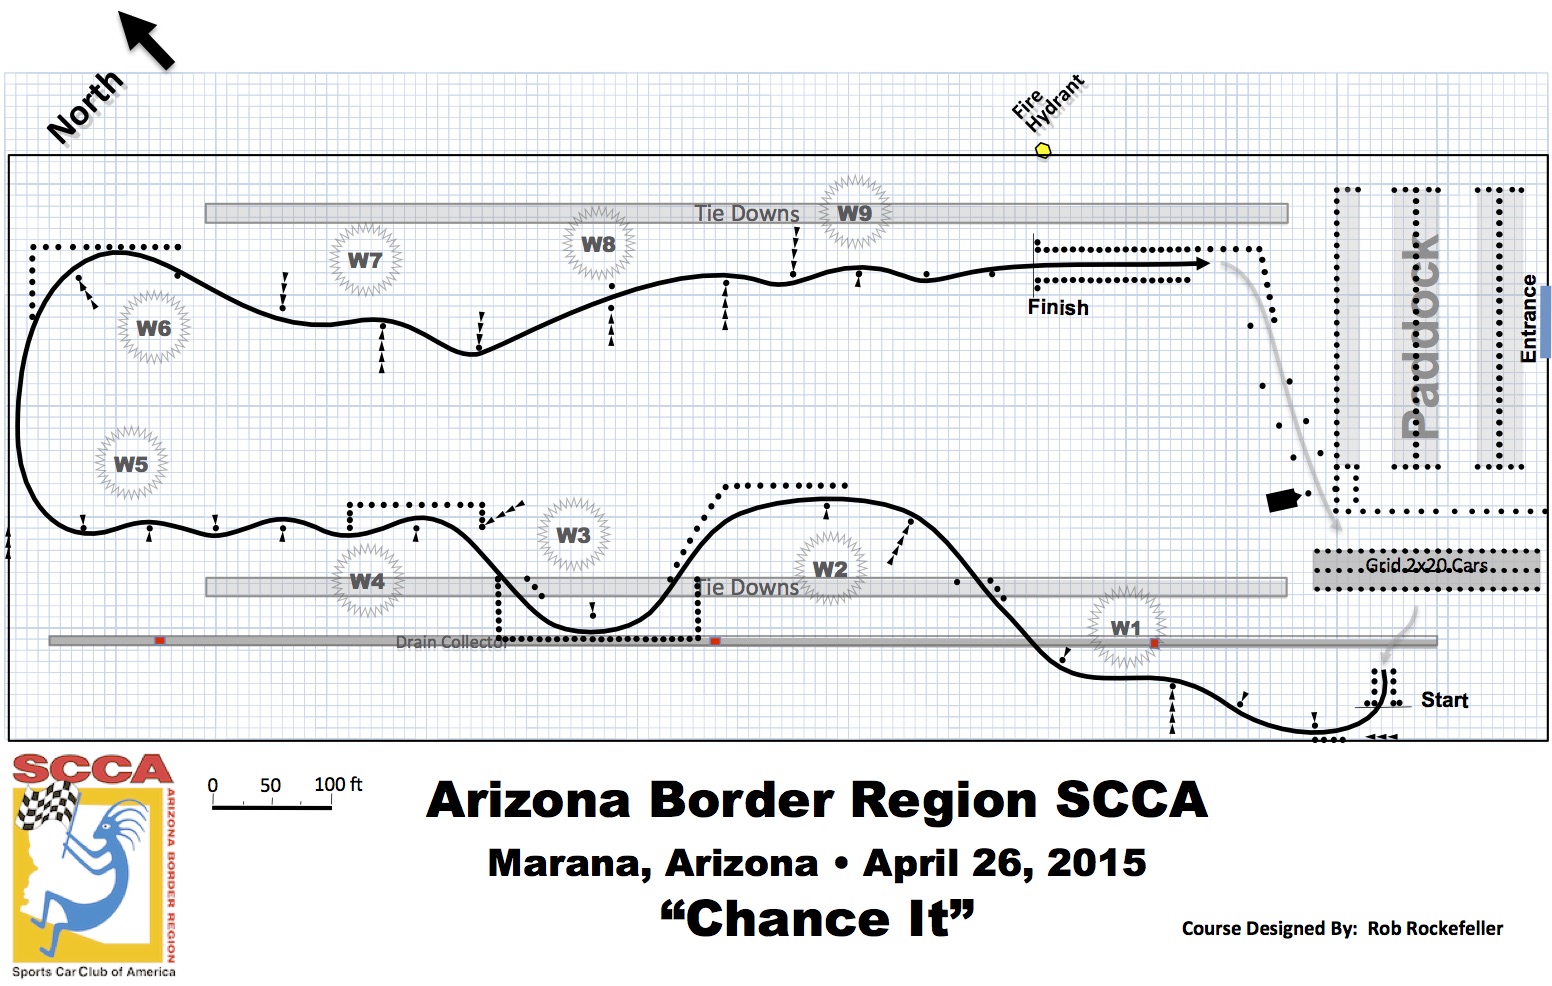 North
Fire
Hydrant
Tie Downs
W9
W8
W7
W6
Finish
Paddock
Entrance
W5
W4
W3
W2
W1
Tie Downs
Grid 2x20 Cars
Drain Collector
Start
SCCA
ARIZONA BORDER REGION
Sports Car Club of America
0 50 100 ft
Arizona Border Region SCCA
Marana, Arizona • April 26, 2015
“Chance It”
Course Designed By: Rob Rockefeller